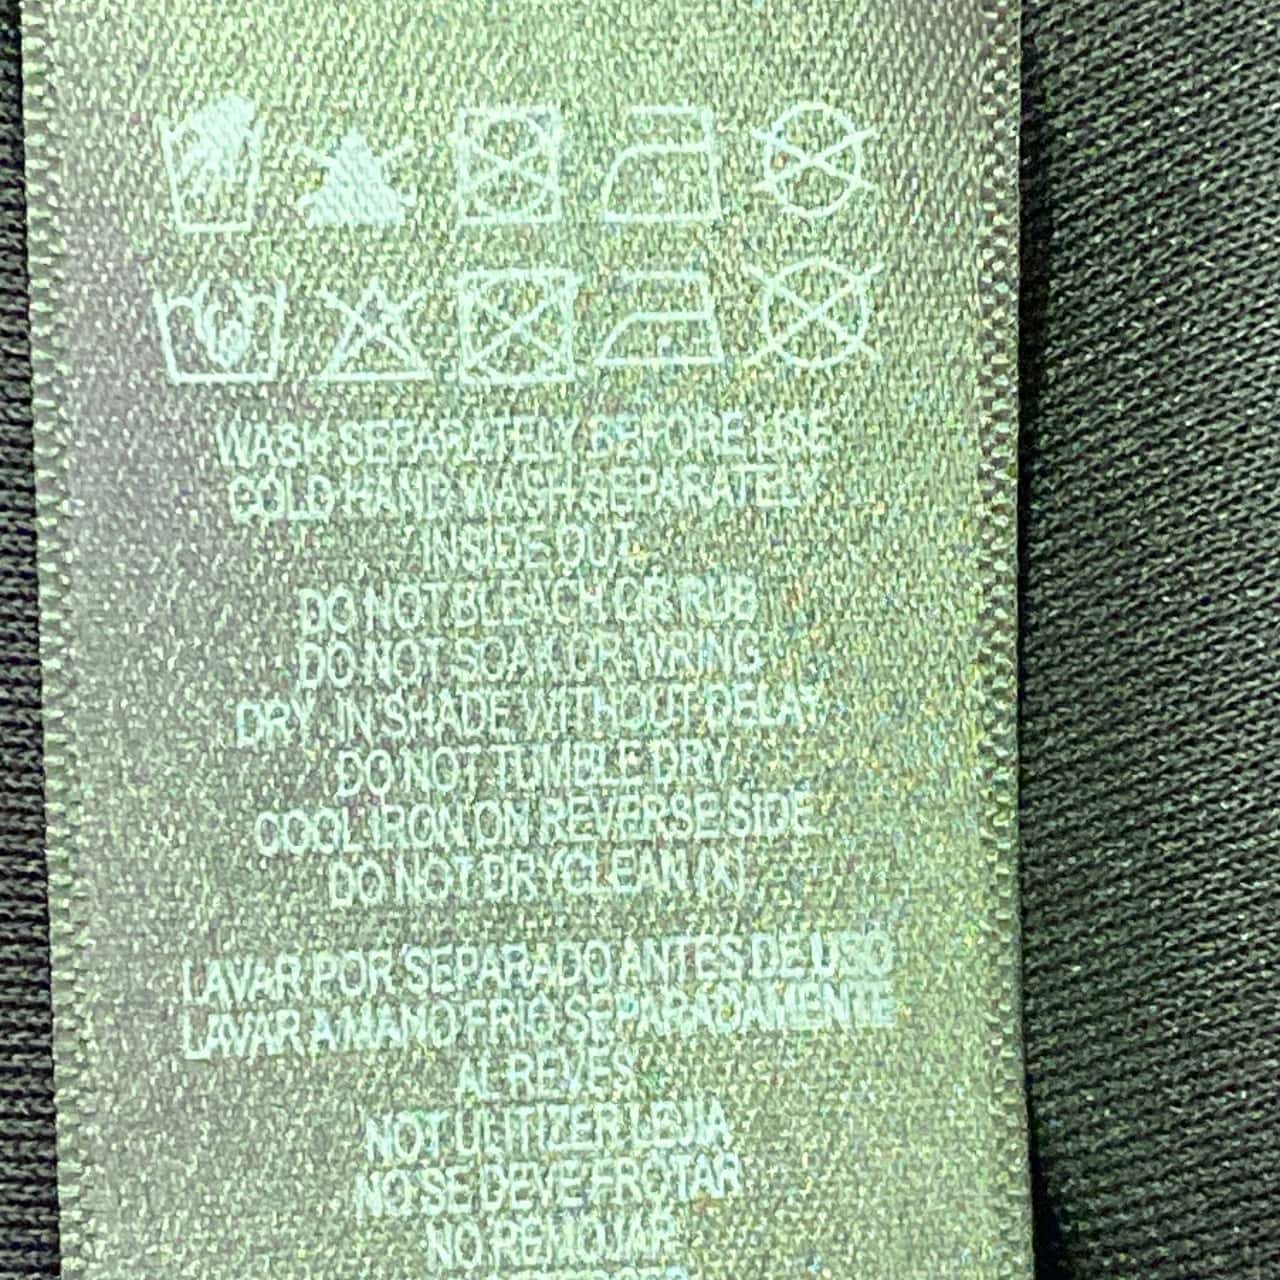 WASH SEPARATELY BEFORE USE
COLD HAND WASH SEPARATELY
INSIDE OUT
DO NOT BLEACH OR RUB
DO NOT SOAK OR WRING
DRY IN SHADE WITHOUT DELAY
DO NOT TUMBLE DRY
COOL IRON ON REVERSE SIDE
DO NOT DRYCLEAN (X)
LAVAR POR SEPARADO ANTES DE USO
LAVAR A MANO FRIO SEPARADAMENTE
AL REVES
NOT ULITIZER LEJIA
NO SE DEVE FROTAR
NO REMOJAR